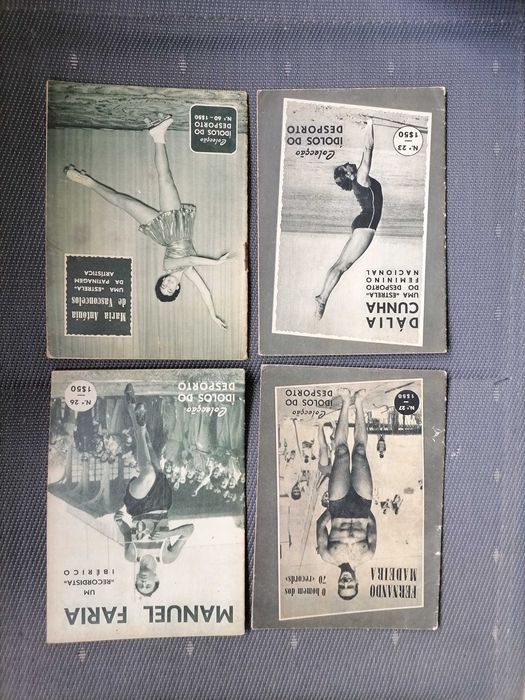 FERNANDO
MADEIRA
O homem dos
70 «records»
N.º 27
1$50
Colecção
ÍDOLOS DO
DESPORTO
MANUEL FARIA
UM
«RECORDISTA»
IBÉRICO
N.º 26
1$50
Colecção
ÍDOLOS DO
DESPORTO
DÁLIA
CUNHA
UMA «ESTRELA»
DO DESPORTO
FEMININO
NACIONAL
N.º 23
1$50
Colecção
ÍDOLOS DO
DESPORTO
Maria Antónia
de Vasconcelos
UMA «ESTRELA»
DA PATINAGEM
ARTÍSTICA
Colecção
ÍDOLOS DO
DESPORTO
N.º 60 - 1$50